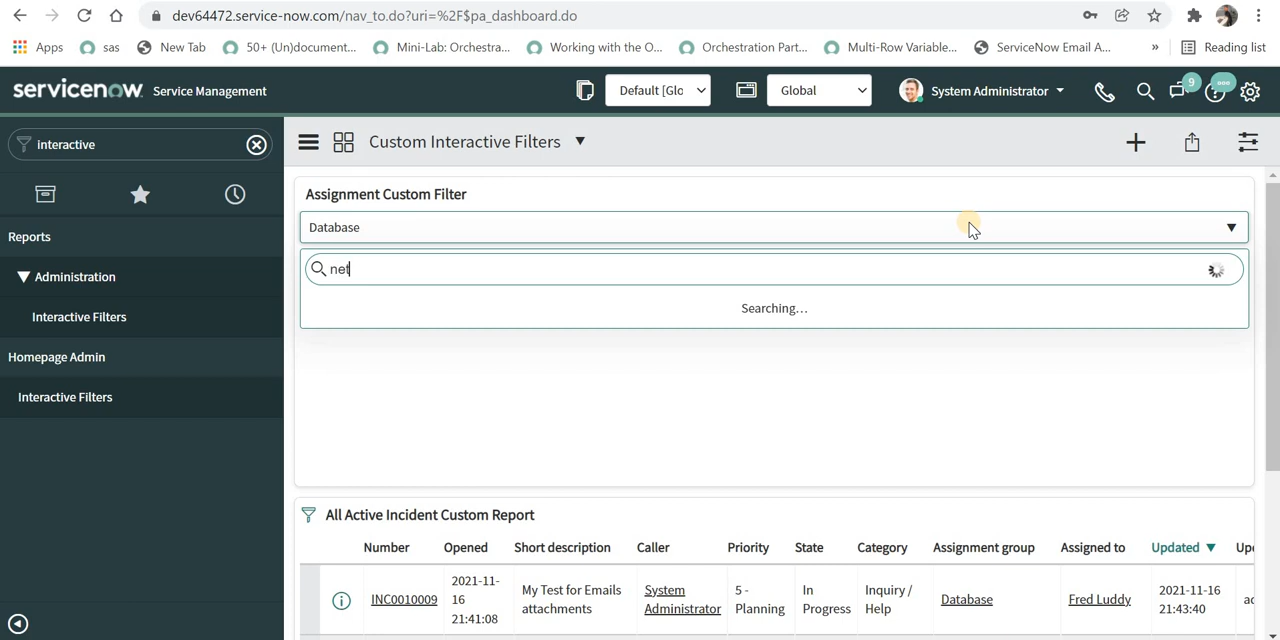 dev64472.service-now.com/nav_to.do?uri=%2F$pa_dashboard.do
Apps sas New Tab 50+ (Un)document... Mini-Lab: Orchestra... Working with the O... Orchestration Part... Multi-Row Variable... ServiceNow Email A... » Reading list
servicenow Service Management Default [Glo Global System Administrator 9
interactive
Custom Interactive Filters
Reports
Administration
Interactive Filters
Homepage Admin
Interactive Filters
Assignment Custom Filter
Database
net
Searching...
All Active Incident Custom Report
Number Opened Short description Caller Priority State Category Assignment group Assigned to Updated Up
INC0010009 2021-11-16 21:41:08 My Test for Emails attachments System Administrator 5 - Planning In Progress Inquiry / Help Database Fred Luddy 2021-11-16 21:43:40 ac